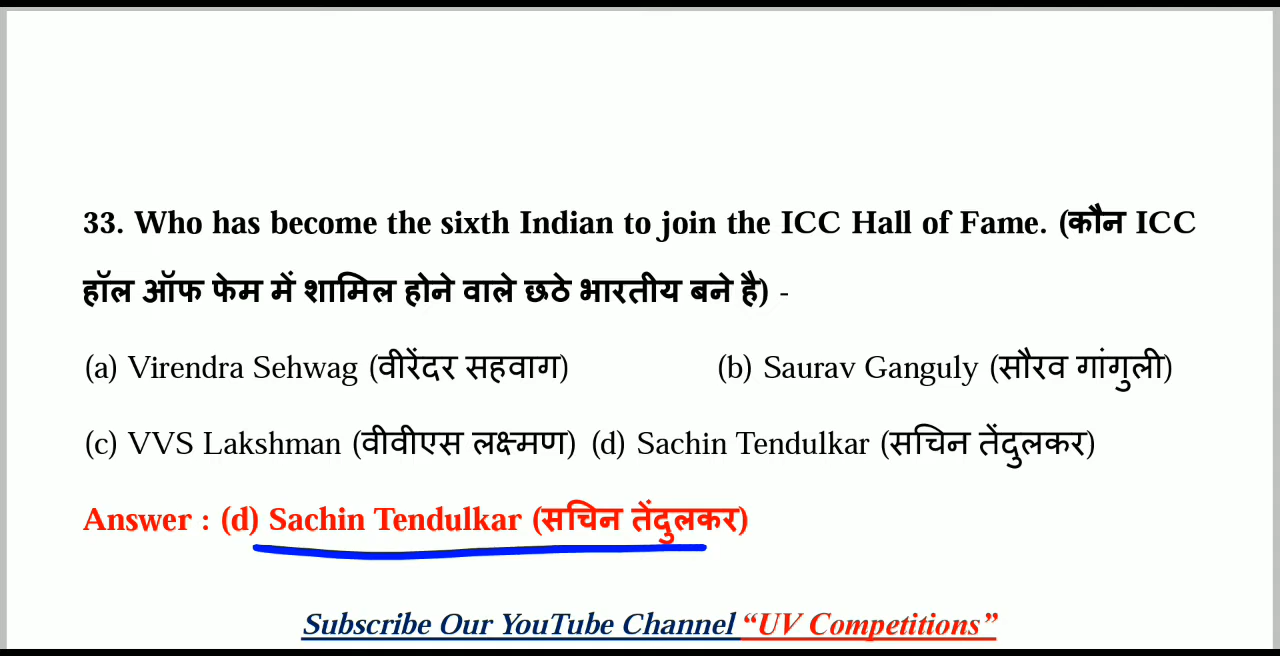 33. Who has become the sixth Indian to join the ICC Hall of Fame. (कौन ICC
हॉल ऑफ फेम में शामिल होने वाले छठे भारतीय बने है) -
(a) Virendra Sehwag (वीरेंदर सहवाग) (b) Saurav Ganguly (सौरव गांगुली)
(c) VVS Lakshman (वीवीएस लक्ष्मण) (d) Sachin Tendulkar (सचिन तेंदुलकर)
Answer : (d) Sachin Tendulkar (सचिन तेंदुलकर)
Subscribe Our YouTube Channel “UV Competitions”